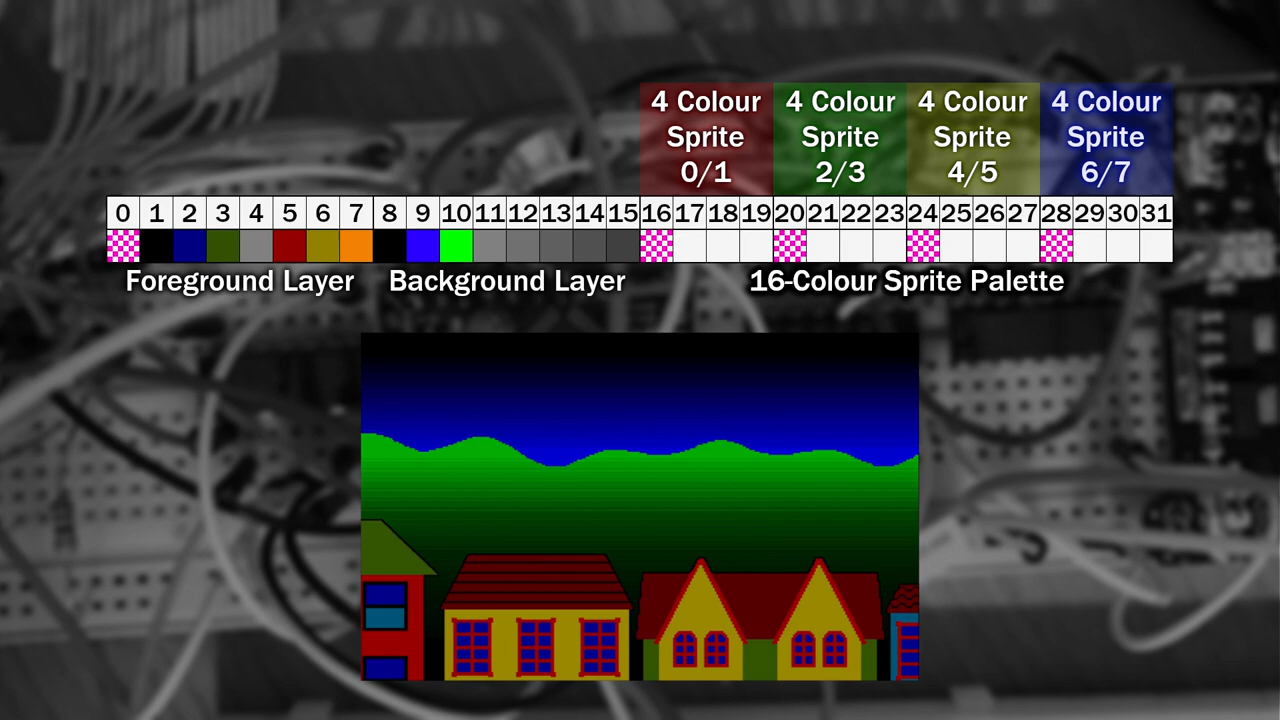 4 Colour Sprite 0/1
4 Colour Sprite 2/3
4 Colour Sprite 4/5
4 Colour Sprite 6/7
0 1 2 3 4 5 6 7 8 9 10 11 12 13 14 15 16 17 18 19 20 21 22 23 24 25 26 27 28 29 30 31
Foreground Layer Background Layer 16-Colour Sprite Palette